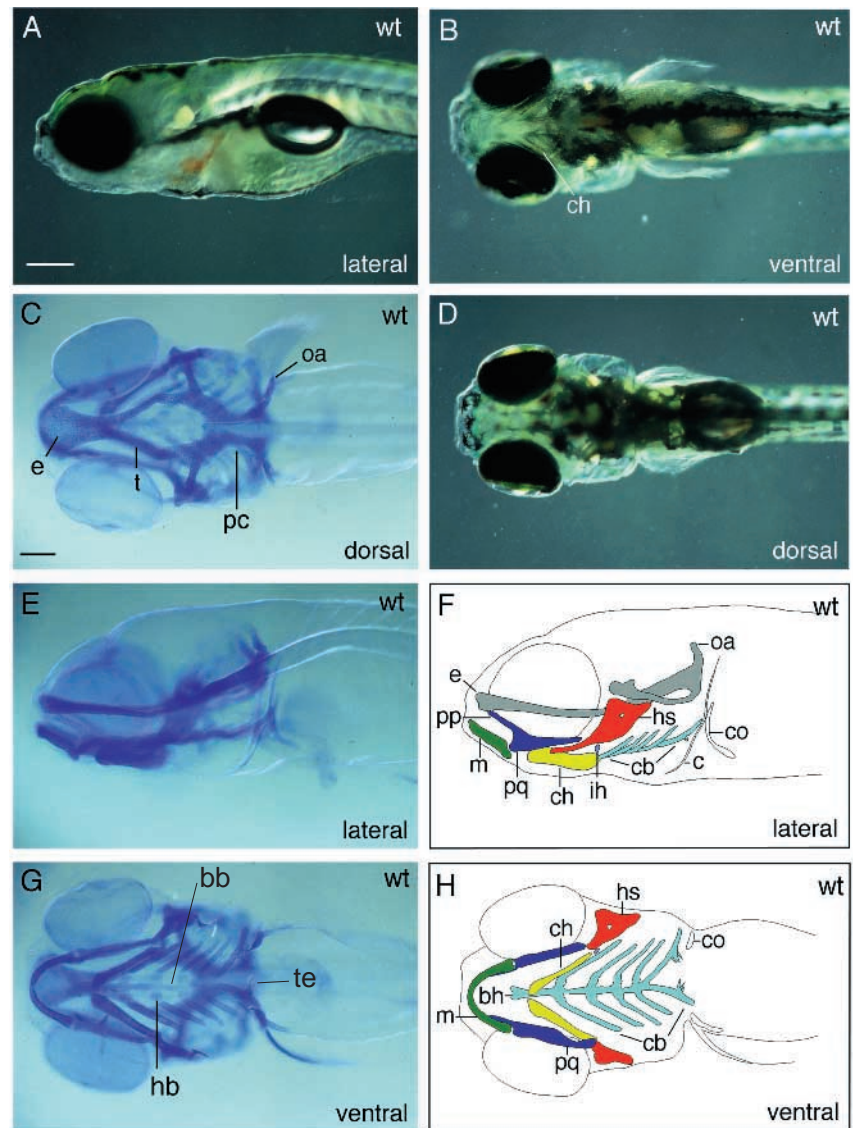 A wt
lateral
B wt
ch
ventral
C wt
oa
e
t
pc
dorsal
D wt
dorsal
E wt
lateral
F wt
oa
e
pp
hs
co
m
pq
ch
ih
cb
c
lateral
G wt
bb
te
hb
ventral
H wt
hs
ch
co
bh
m
cb
pq
ventral